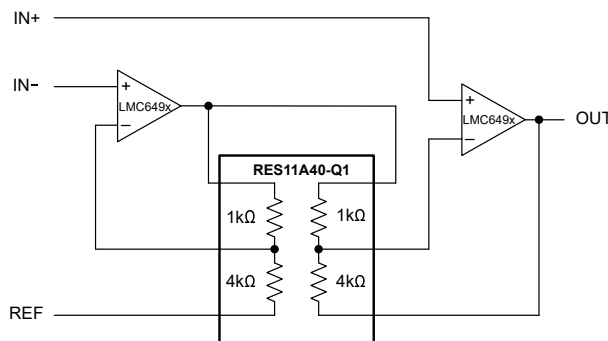 IN+
IN−
+
LMC649x
−
+
LMC649x
−
OUT
RES11A40-Q1
1kΩ
1kΩ
4kΩ
4kΩ
REF